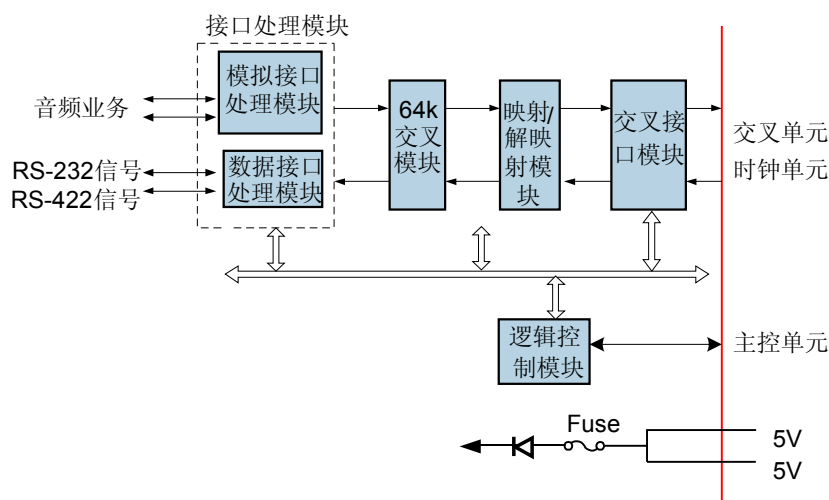 接口处理模块
模拟接口
处理模块
音频业务
数据接口
处理模块
RS-232信号
RS-422信号
64k
交叉
模块
映射/
解映
射模
块
交叉接
口模块
交叉单元
时钟单元
逻辑控
制模块
主控单元
Fuse
5V
5V